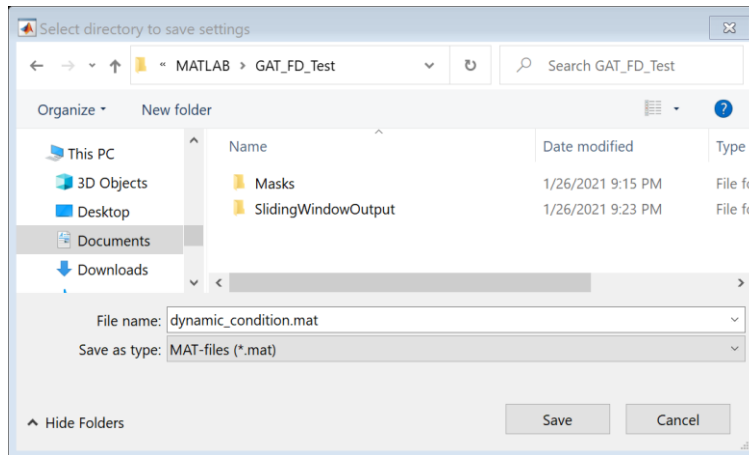 Select directory to save settings
« MATLAB > GAT_FD_Test
Search GAT_FD_Test
Organize
New folder
?
This PC
3D Objects
Desktop
Documents
Downloads
Name
Date modified
Type
Masks
1/26/2021 9:15 PM
File fo
SlidingWindowOutput
1/26/2021 9:23 PM
File fo
File name: dynamic_condition.mat
Save as type: MAT-files (*.mat)
Hide Folders
Save
Cancel